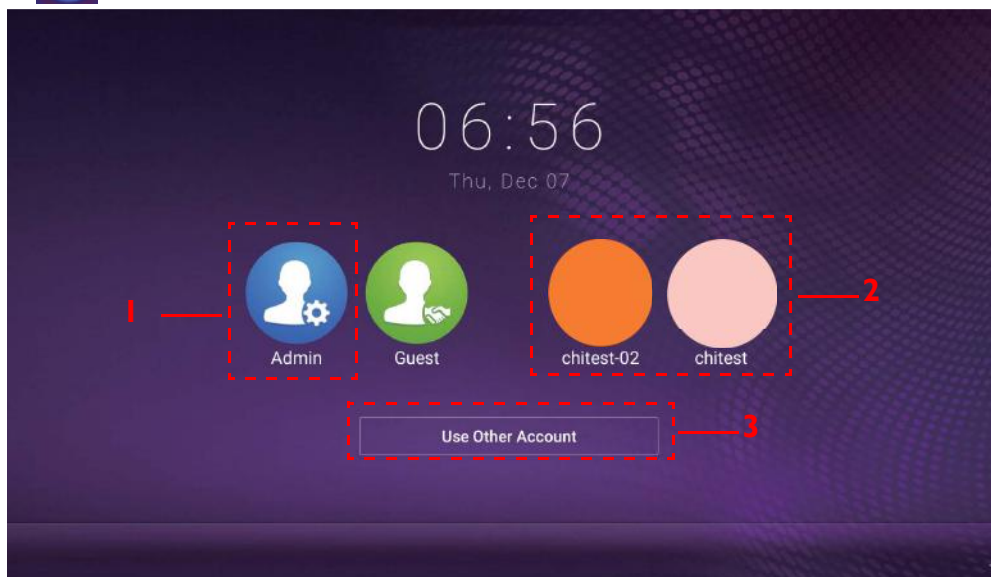 06:56
Thu, Dec 07
1
2
Admin
Guest
chitest-02
chitest
Use Other Account
3